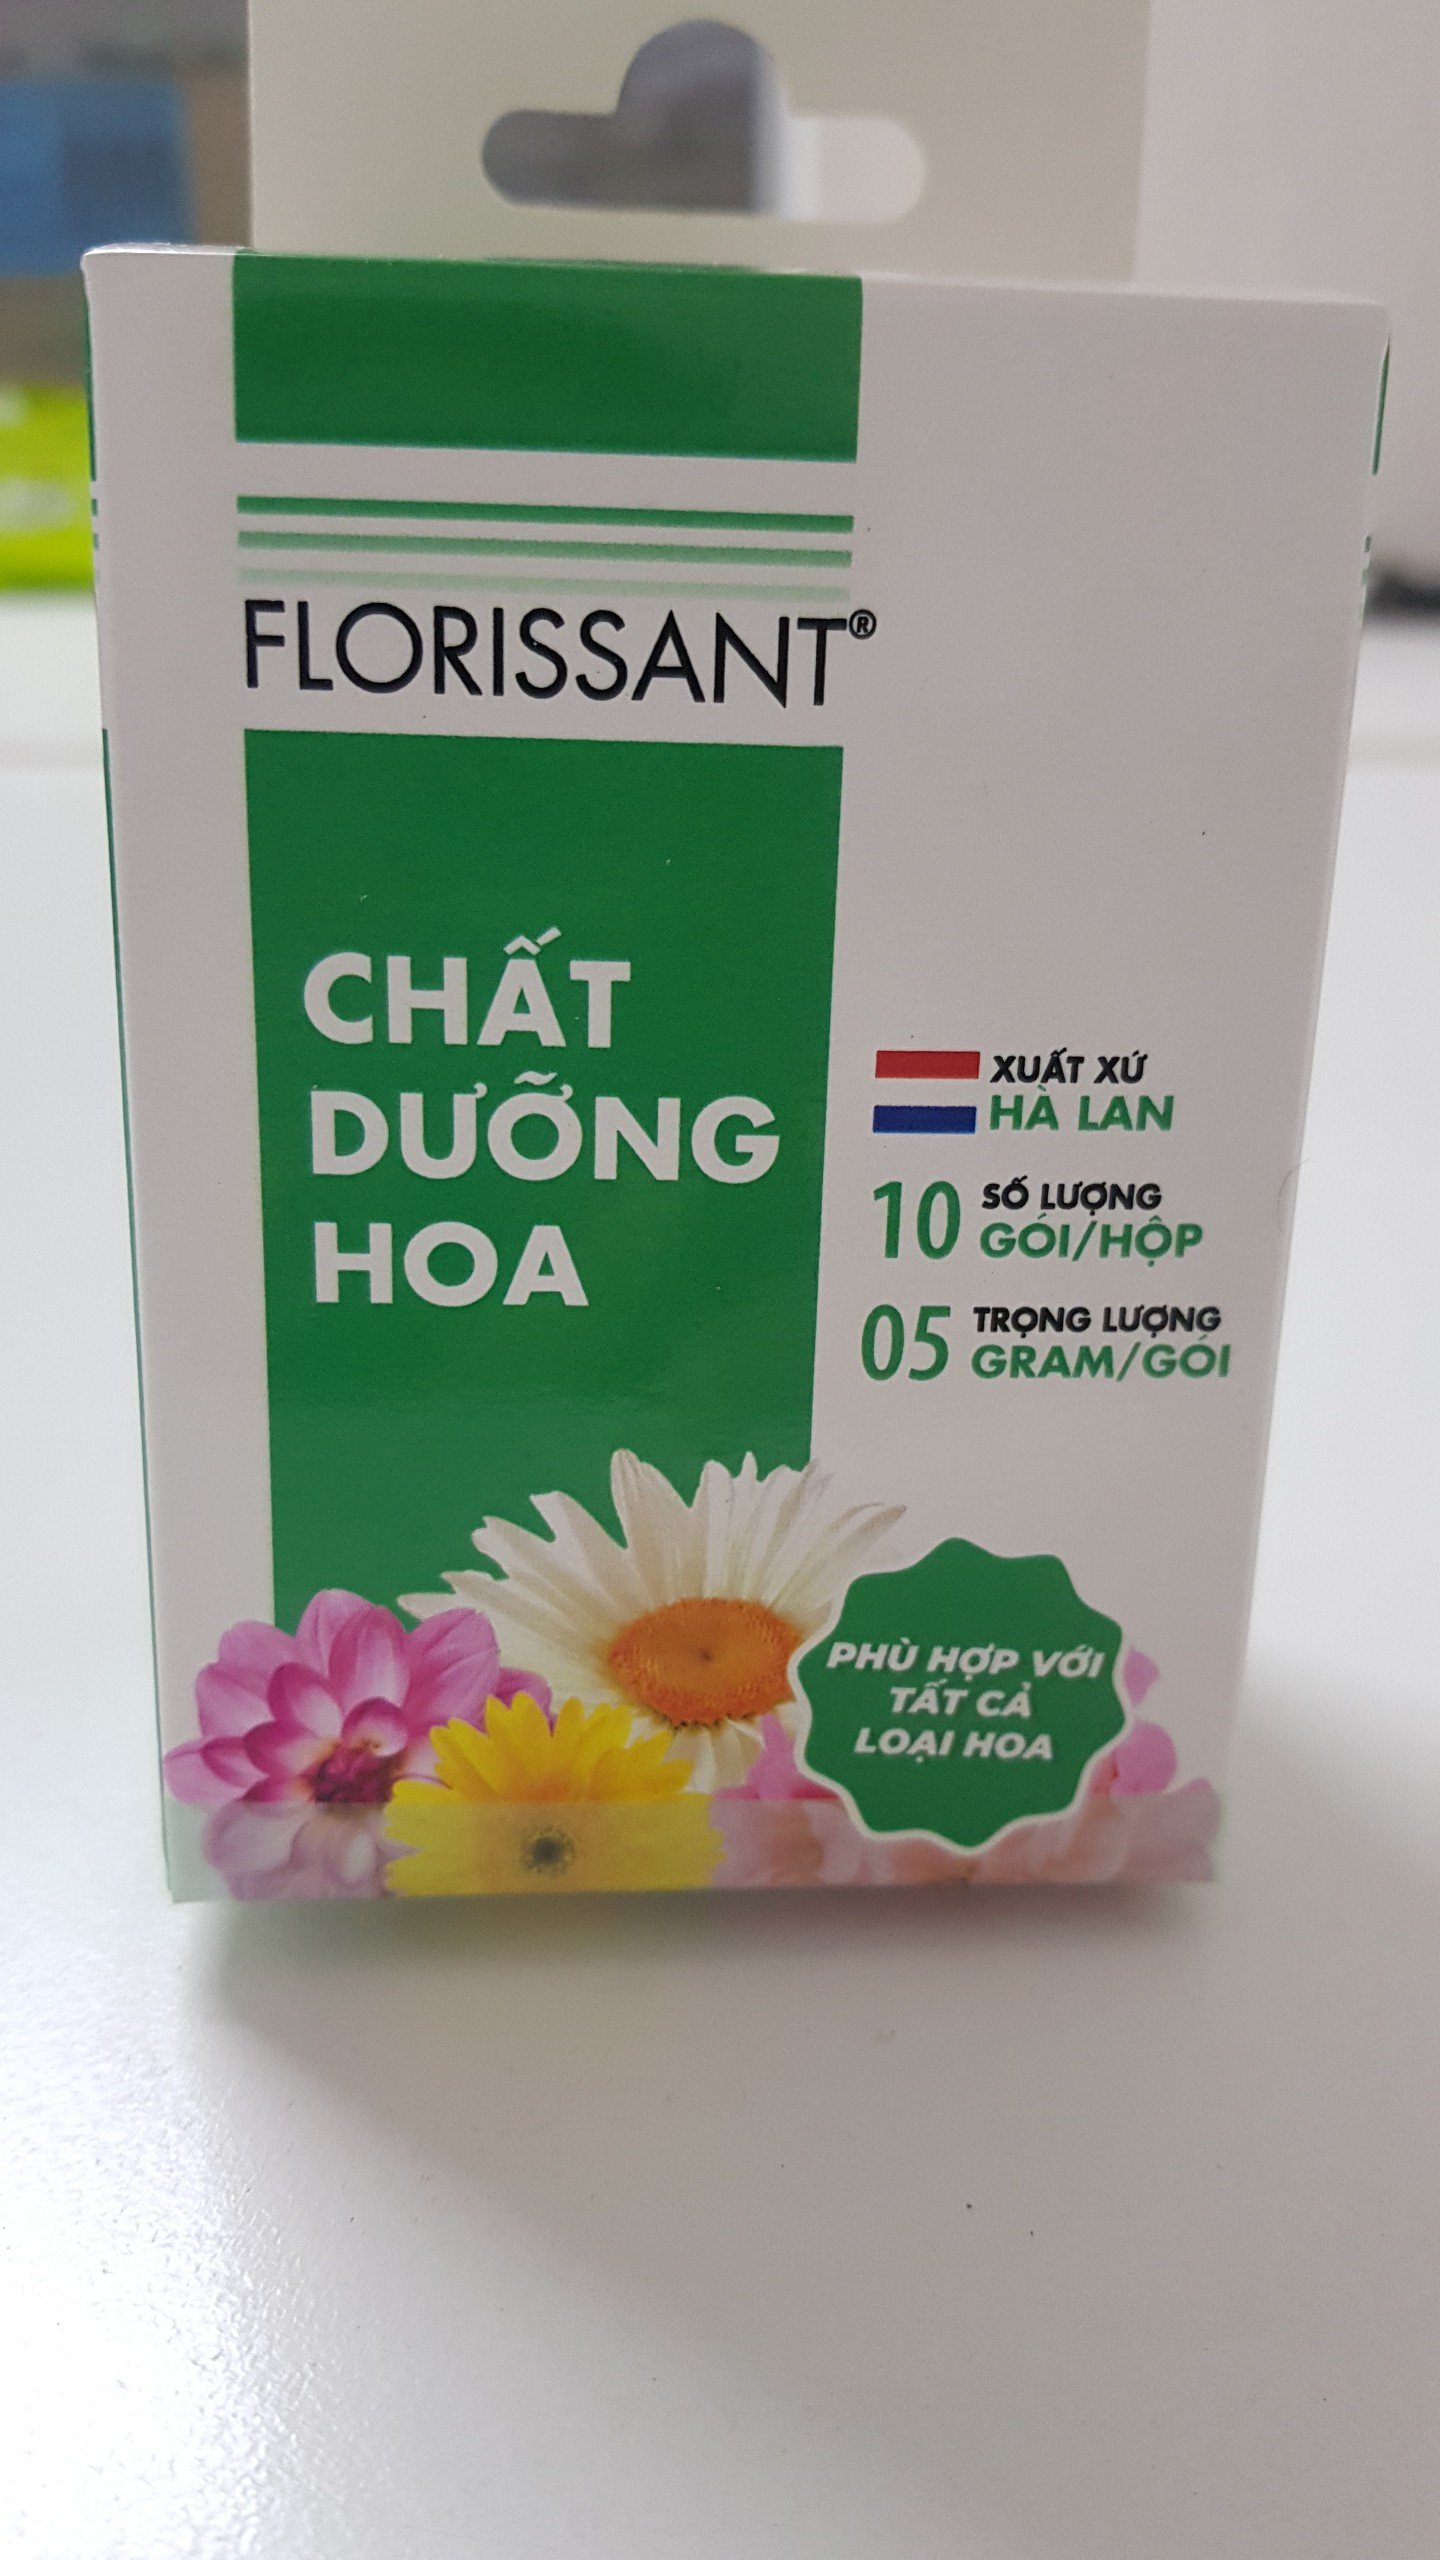 FLORISSANT®
CHẤT
DƯỠNG
HOA
XUẤT XỨ
HÀ LAN
10 SỐ LƯỢNG
GÓI/HỘP
05 TRỌNG LƯỢNG
GRAM/GÓI
PHÙ HỢP VỚI
TẤT CẢ
LOẠI HOA